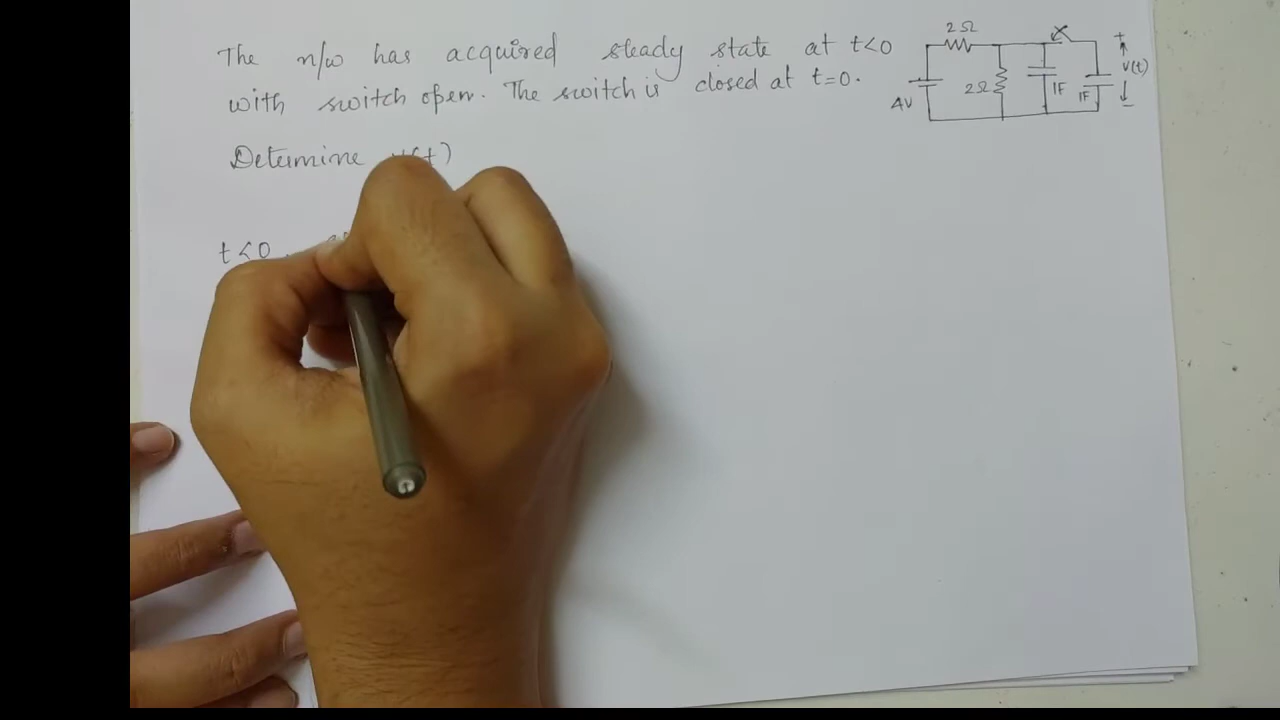 The n/w has acquired steady state at t<0
with switch open. The switch is closed at t=0.
Determine v(t)
t<0
2Ω
2Ω
4V
1F
1F
+
v(t)
-